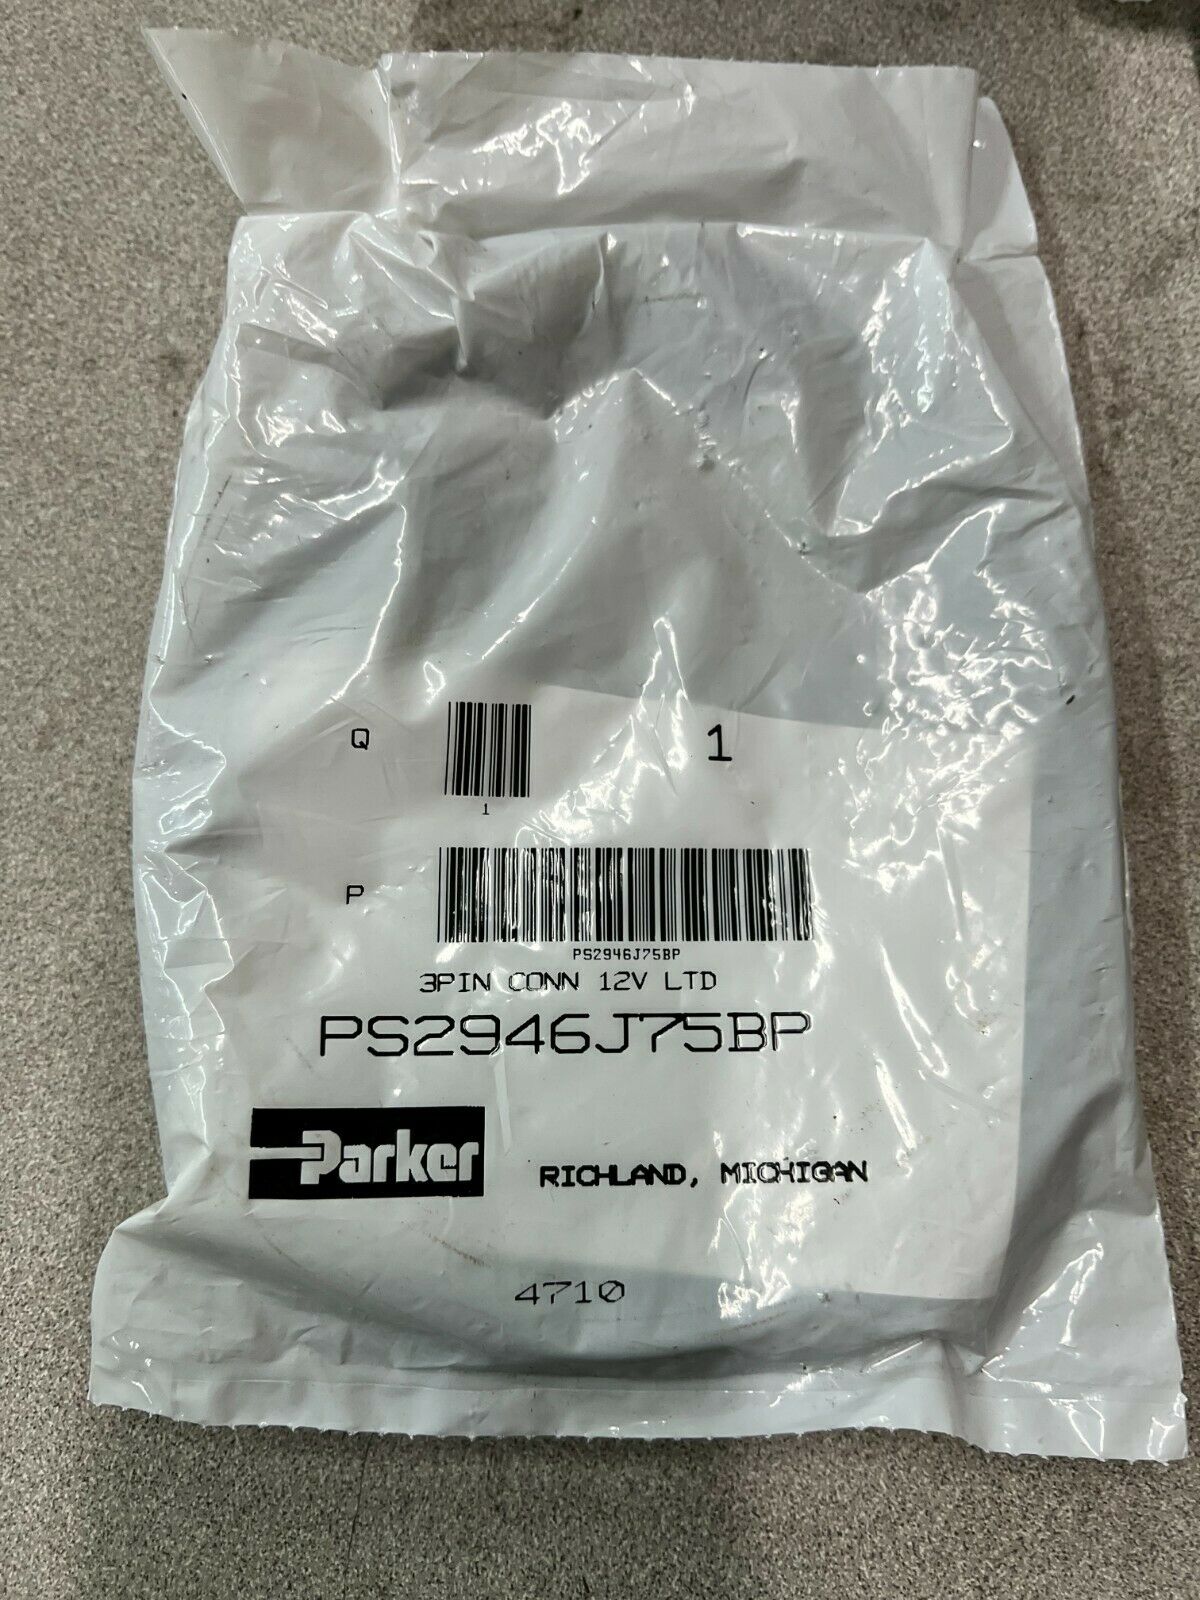 Q 1
1
P
PS2946J75BP
3PIN CONN 12V LTD
PS2946J75BP
Parker RICHLAND, MICHIGAN
4710